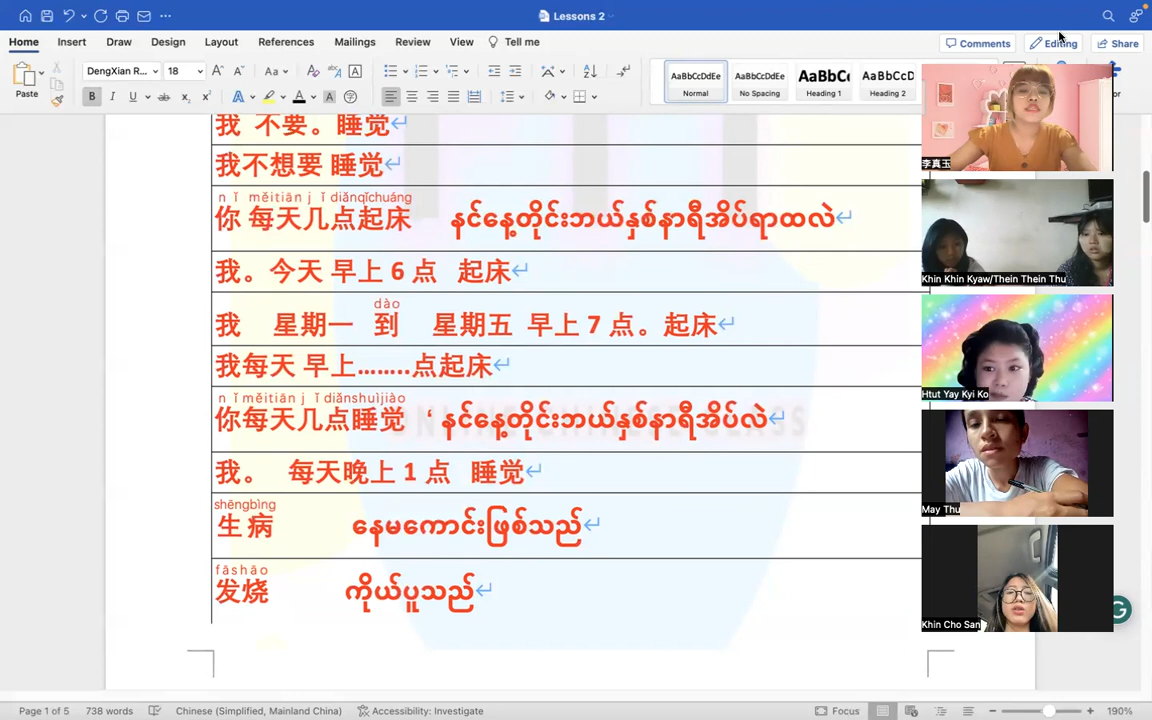 Lessons 2
Home Insert Draw Design Layout References Mailings Review View Tell me
Comments Editing Share
Paste
DengXian R... 18
AaBbCcDdEe AaBbCcDdEe AaBbC AaBbCcD
Normal No Spacing Heading 1 Heading 2
我 不要。睡觉
我不想要 睡觉
nǐ měitiān jǐ diǎnqǐchuáng
你 每天几点起床 နင်နေ့တိုင်းဘယ်နှစ်နာရီအိပ်ရာထလဲ
我。今天 早上 6 点 起床
dào
我 星期一 到 星期五 早上 7 点。起床
我每天 早上........点起床
nǐ měitiān jǐ diǎnshuìjiào
你每天几点睡觉 ‘ နင်နေ့တိုင်းဘယ်နှစ်နာရီအိပ်လဲ
我。 每天晚上 1 点 睡觉
shēngbìng
生病 နေမကောင်းဖြစ်သည်
fāshāo
发烧 ကိုယ်ပူသည်
李真玉
Khin Khin Kyaw/Thein Thein Thu
Htut Yay Kyi Ko
May Thu
Khin Cho San
Page 1 of 5 738 words Chinese (Simplified, Mainland China) Accessibility: Investigate Focus 190%